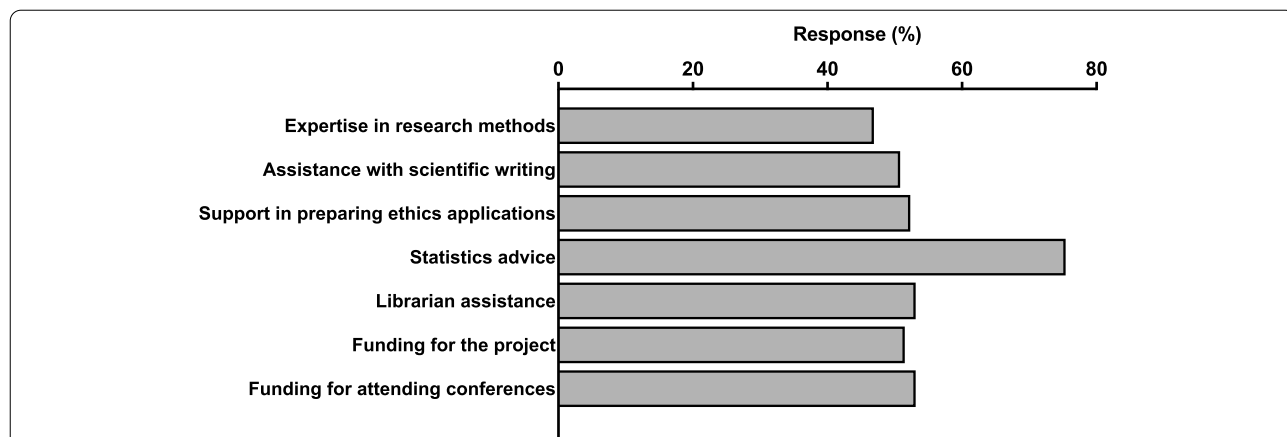 Response (%)
0 20 40 60 80
Expertise in research methods
Assistance with scientific writing
Support in preparing ethics applications
Statistics advice
Librarian assistance
Funding for the project
Funding for attending conferences